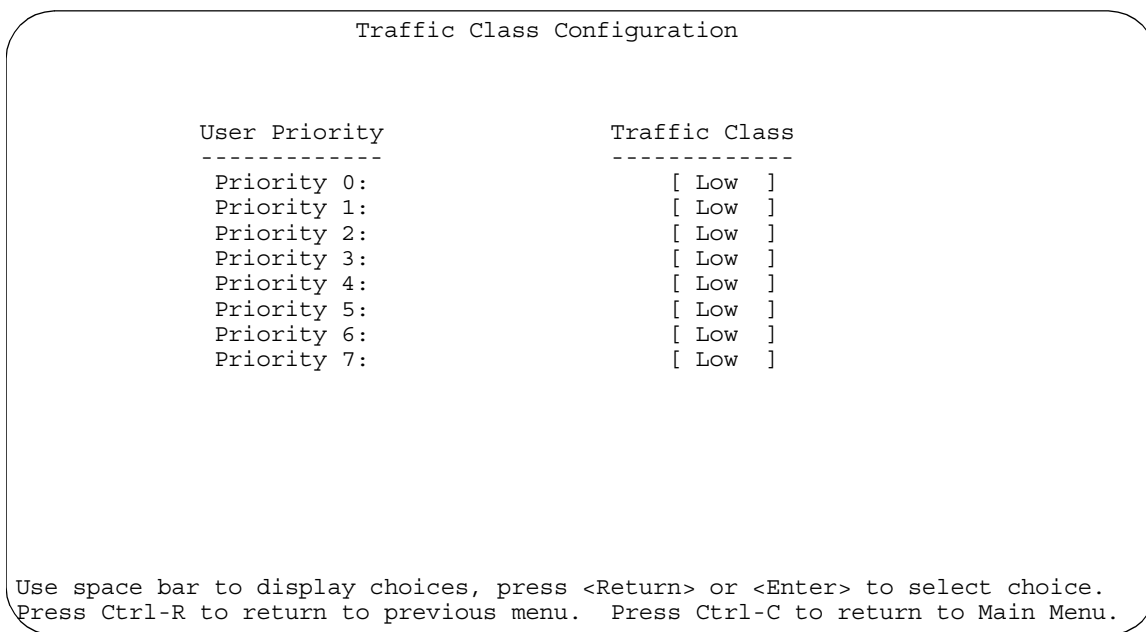 Traffic Class Configuration
User Priority Traffic Class
------------- -------------
Priority 0: [ Low ]
Priority 1: [ Low ]
Priority 2: [ Low ]
Priority 3: [ Low ]
Priority 4: [ Low ]
Priority 5: [ Low ]
Priority 6: [ Low ]
Priority 7: [ Low ]
Use space bar to display choices, press <Return> or <Enter> to select choice.
Press Ctrl-R to return to previous menu. Press Ctrl-C to return to Main Menu.